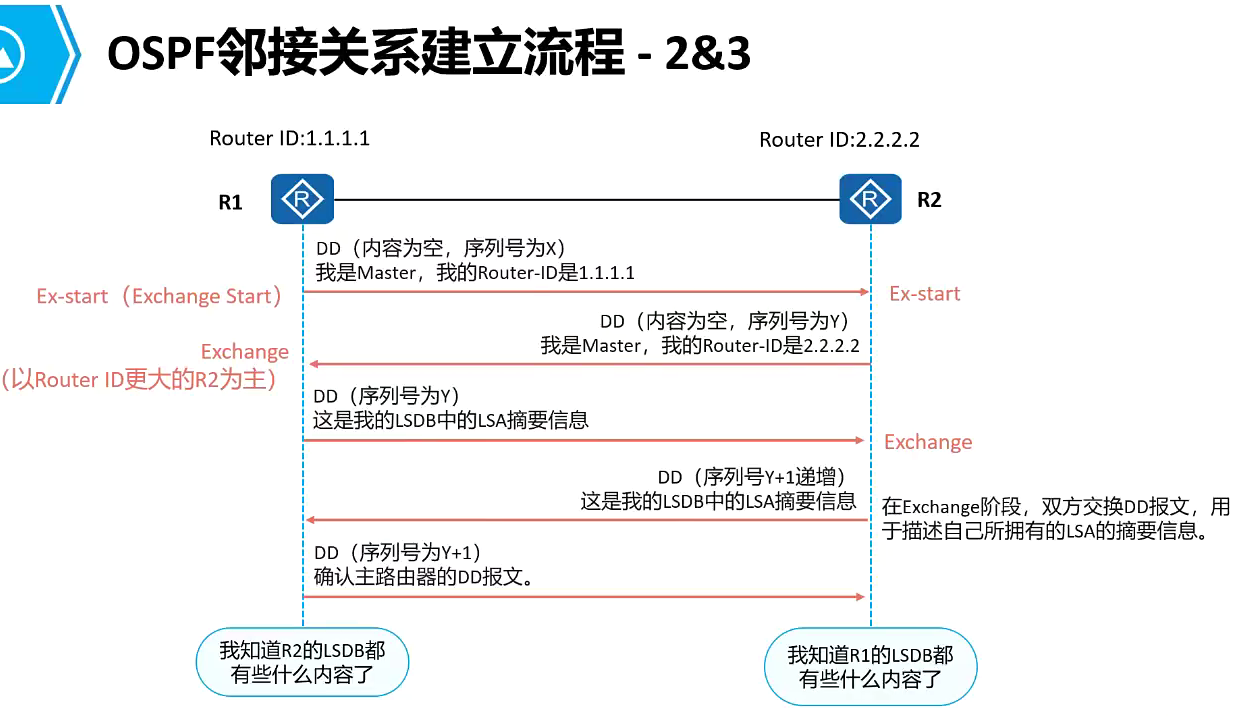 OSPF邻接关系建立流程 - 2&3
Router ID:1.1.1.1
Router ID:2.2.2.2
R1
R
R
R2
DD（内容为空，序列号为X）
我是Master，我的Router-ID是1.1.1.1
Ex-start（Exchange Start）
Ex-start
DD（内容为空，序列号为Y）
我是Master，我的Router-ID是2.2.2.2
Exchange
(以Router ID更大的R2为主）
DD（序列号为Y）
这是我的LSDB中的LSA摘要信息
Exchange
DD（序列号Y+1递增）
这是我的LSDB中的LSA摘要信息
在Exchange阶段，双方交换DD报文，用
于描述自己所拥有的LSA的摘要信息。
DD（序列号为Y+1）
确认主路由器的DD报文。
我知道R2的LSDB都
有些什么内容了
我知道R1的LSDB都
有些什么内容了